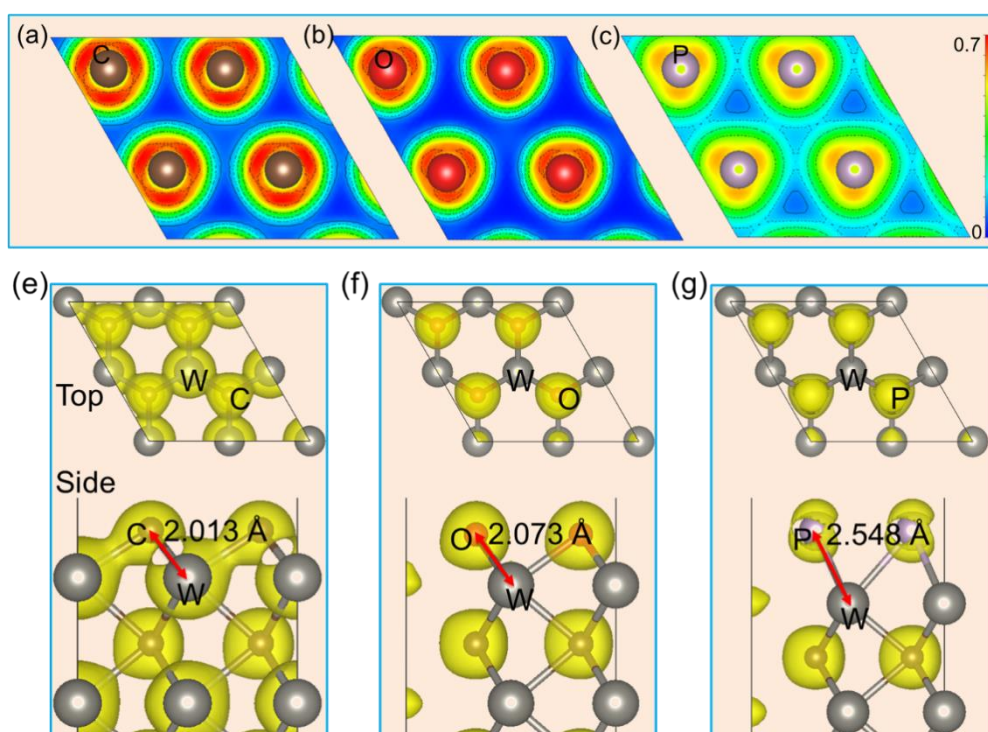 (a) (b) (c)
C O P 0.7
0
(e) (f) (g)
W W W
C O P
Top
Side
C 2.013 Å O 2.073 Å P 2.548 Å
W W W